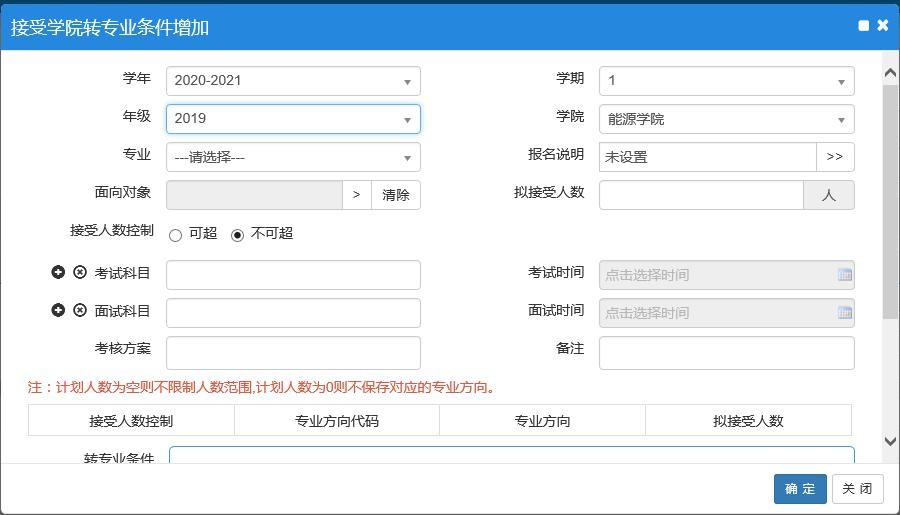 接受学院转专业条件增加
学年 2020-2021 学期 1
年级 2019 学院 能源学院
专业 ---请选择--- 报名说明 未设置 >>
面向对象 > 清除 拟接受人数 人
接受人数控制 可超 不可超
考试科目 考试时间 点击选择时间
面试科目 面试时间 点击选择时间
考核方案 备注
注：计划人数为空则不限制人数范围,计划人数为0则不保存对应的专业方向。
接受人数控制 专业方向代码 专业方向 拟接受人数
转专业条件
确 定 关 闭